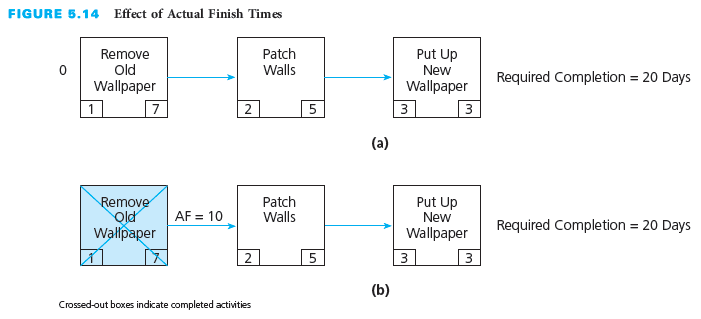 FIGURE 5.14 Effect of Actual Finish Times
0
Remove
Old
Wallpaper
1 7
Patch
Walls
2 5
Put Up
New
Wallpaper
3 3
Required Completion = 20 Days
(a)
Remove
Old
Wallpaper
1 7
AF = 10
Patch
Walls
2 5
Put Up
New
Wallpaper
3 3
Required Completion = 20 Days
(b)
Crossed-out boxes indicate completed activities